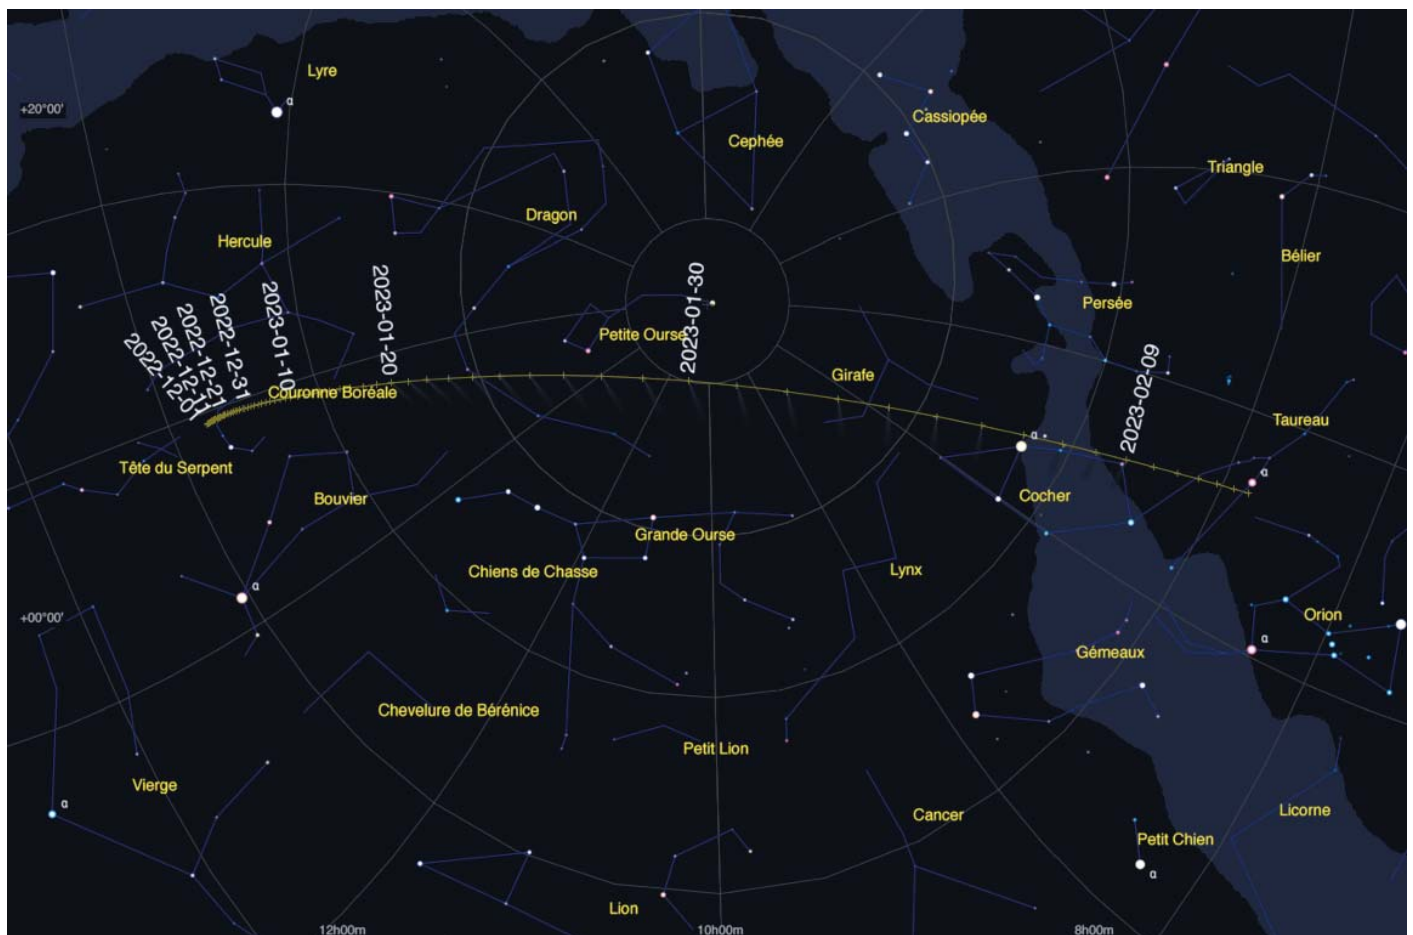 Lyre
α
+20°00'
Cassiopée
Cephée
Triangle
Dragon
Hercule
Bélier
Persée
2022-12-01
2022-12-11
2022-12-21
2022-12-31
2023-01-10
2023-01-20
2023-01-30
2023-02-09
Petite Ourse
Girafe
Couronne Boréale
Taureau
α
α
Tête du Serpent
Bouvier
Cocher
Grande Ourse
Chiens de Chasse
Lynx
α
+00°00'
Orion
α
Gémeaux
Chevelure de Bérénice
Petit Lion
Vierge
α
Cancer
Licorne
Petit Chien
α
Lion
12h00m
10h00m
8h00m